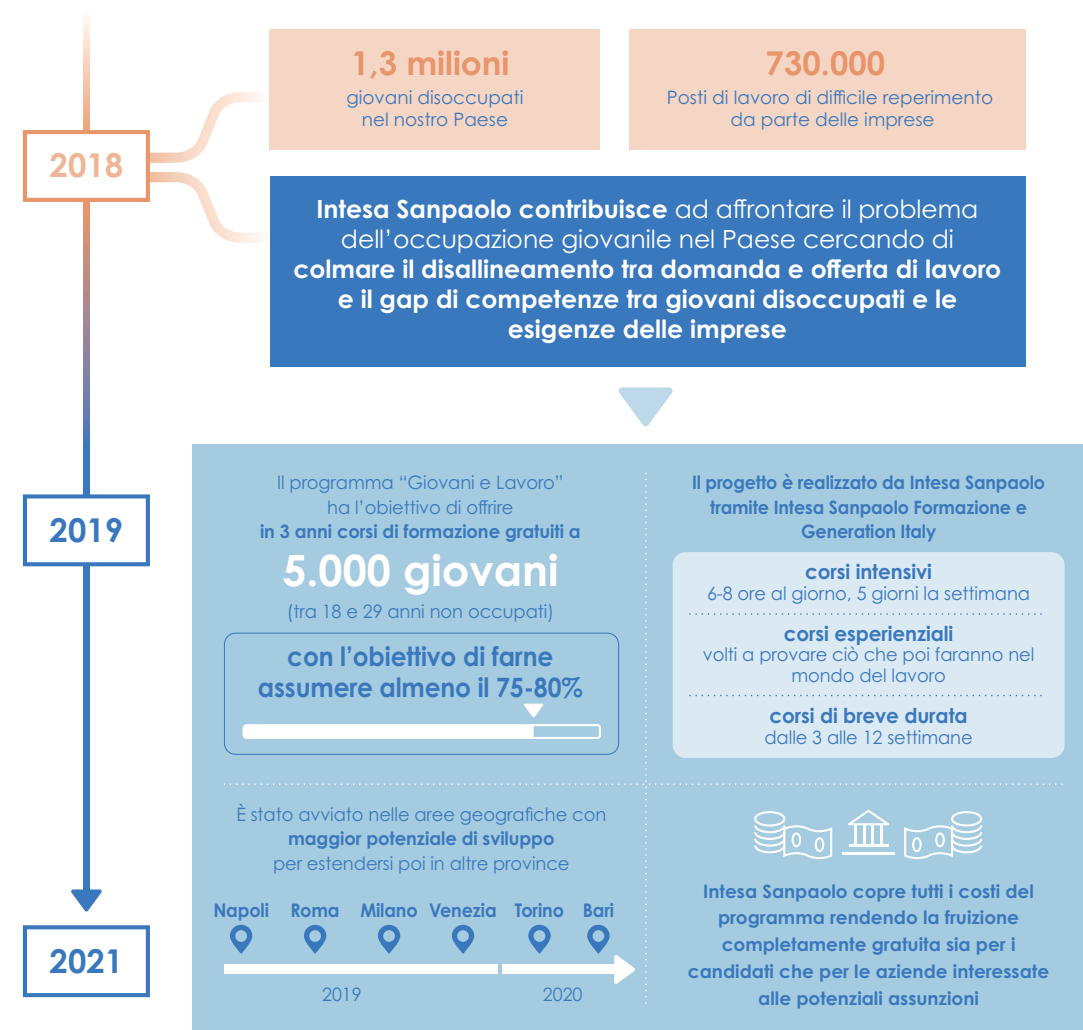 1,3 milioni
giovani disoccupati
nel nostro Paese
730.000
Posti di lavoro di difficile reperimento
da parte delle imprese
2018
Intesa Sanpaolo contribuisce ad affrontare il problema
dell'occupazione giovanile nel Paese cercando di
colmare il disallineamento tra domanda e offerta di lavoro
e il gap di competenze tra giovani disoccupati e le
esigenze delle imprese
2019
Il programma “Giovani e Lavoro”
ha l'obiettivo di offrire
in 3 anni corsi di formazione gratuiti a
5.000 giovani
(tra 18 e 29 anni non occupati)
con l'obiettivo di farne
assumere almeno il 75-80%
Il progetto è realizzato da Intesa Sanpaolo
tramite Intesa Sanpaolo Formazione e
Generation Italy
corsi intensivi
6-8 ore al giorno, 5 giorni la settimana
corsi esperienziali
volti a provare ciò che poi faranno nel
mondo del lavoro
corsi di breve durata
dalle 3 alle 12 settimane
È stato avviato nelle aree geografiche con
maggior potenziale di sviluppo
per estendersi poi in altre province
Napoli Roma Milano Venezia Torino Bari
2019 2020
0 0 0 0
Intesa Sanpaolo copre tutti i costi del
programma rendendo la fruizione
completamente gratuita sia per i
candidati che per le aziende interessate
alle potenziali assunzioni
2021